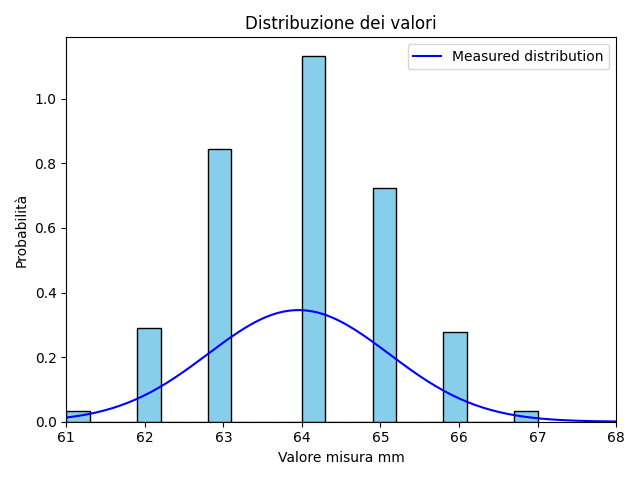 Distribuzione dei valori
Measured distribution
Probabilità
1.0
0.8
0.6
0.4
0.2
0.0
61 62 63 64 65 66 67 68
Valore misura mm